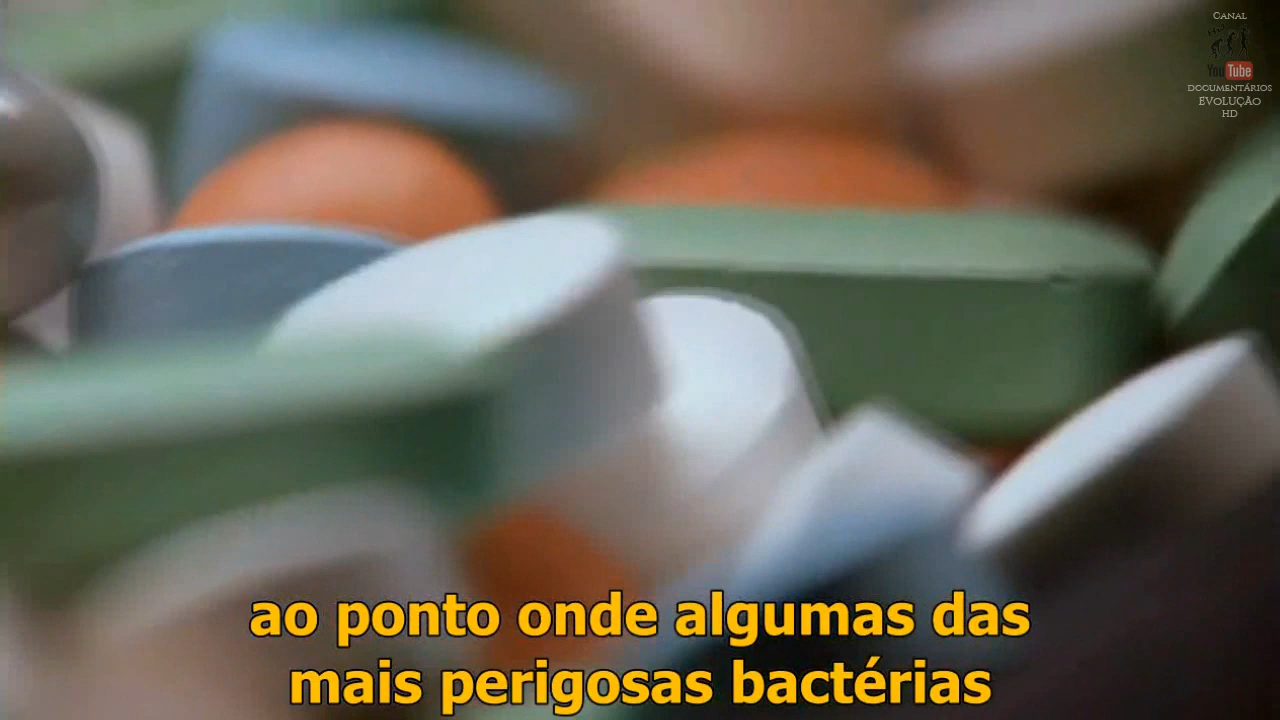 Canal
YouTube
Documentários
Evolução
HD
ao ponto onde algumas das
mais perigosas bactérias